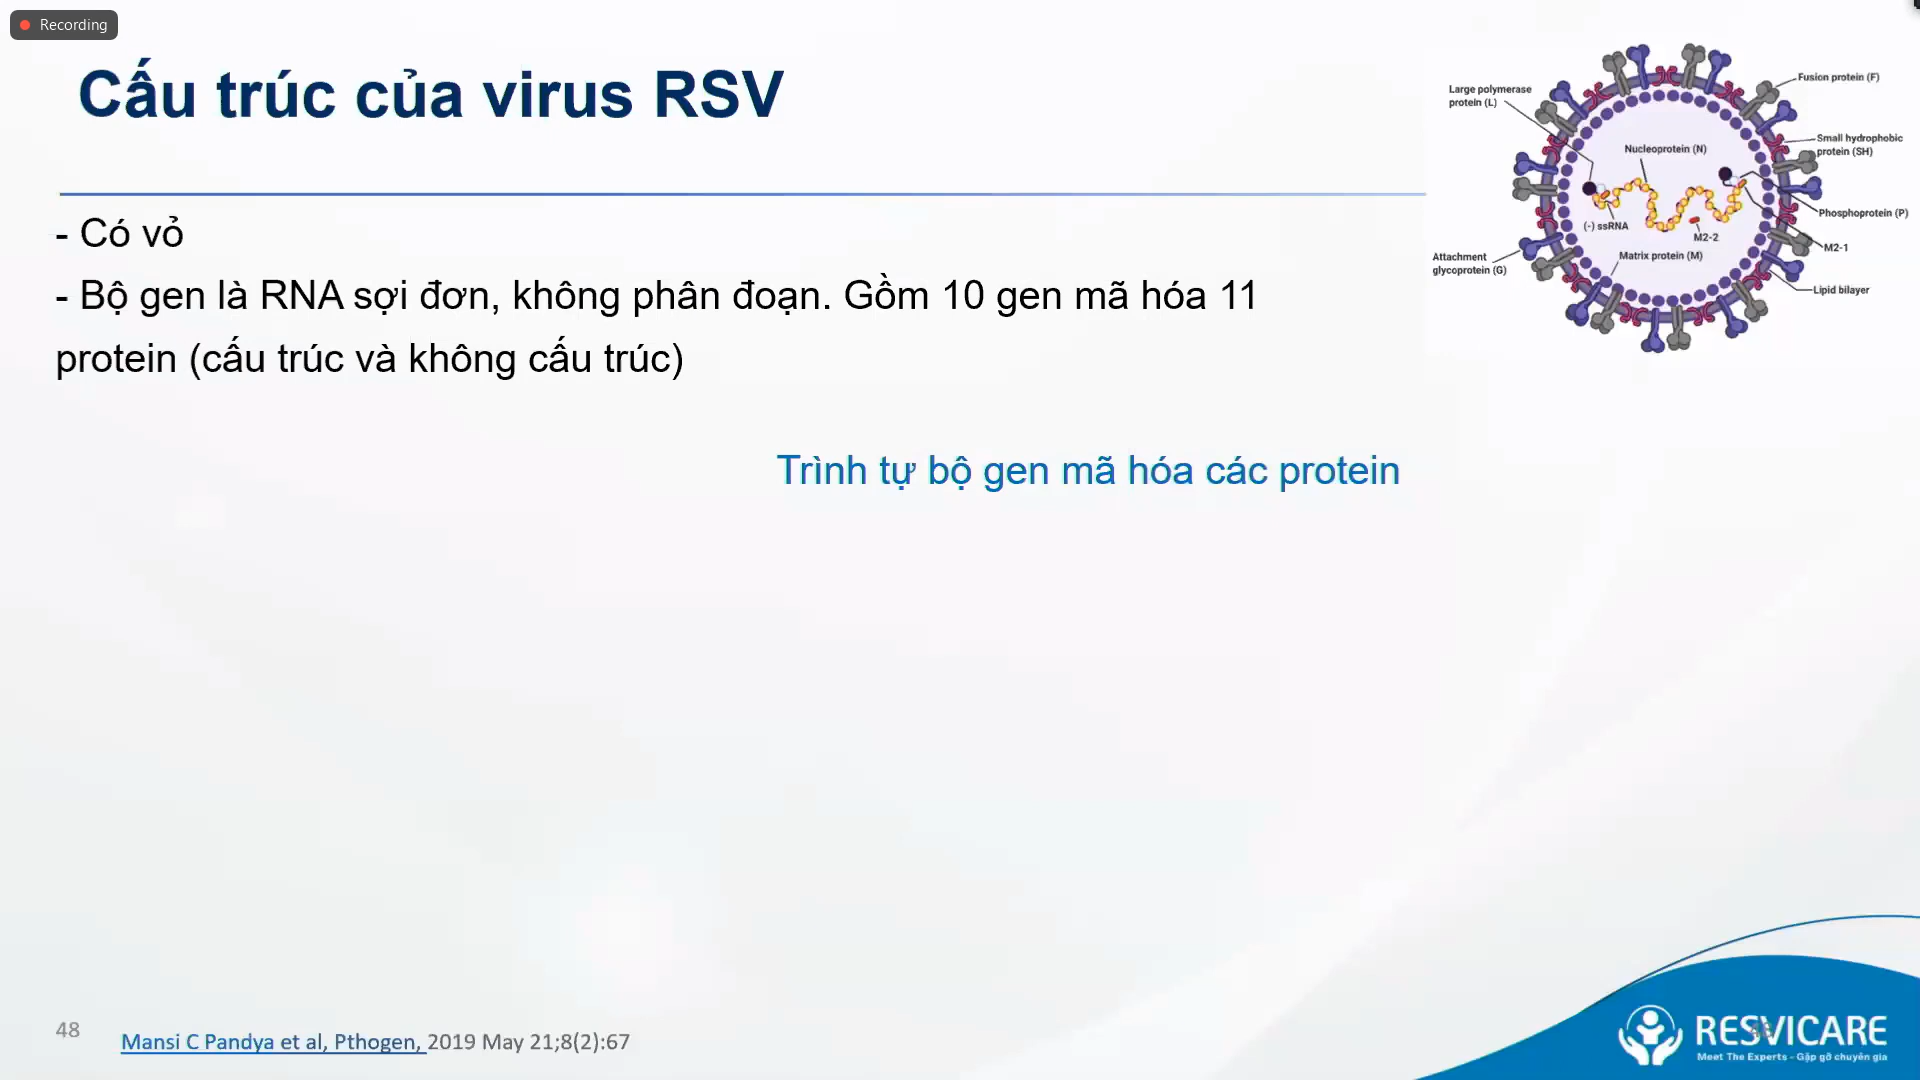 Recording
Cấu trúc của virus RSV
Large polymerase
protein (L)
Fusion protein (F)
Small hydrophobic
protein (SH)
Nucleoprotein (N)
(-) ssRNA
M2-2
Phosphoprotein (P)
M2-1
Attachment
glycoprotein (G)
Matrix protein (M)
Lipid bilayer
- Có vỏ
- Bộ gen là RNA sợi đơn, không phân đoạn. Gồm 10 gen mã hóa 11
protein (cấu trúc và không cấu trúc)
Trình tự bộ gen mã hóa các protein
48
Mansi C Pandya et al, Pthogen, 2019 May 21;8(2):67
RESVICARE
Meet The Experts - Gặp gỡ chuyên gia